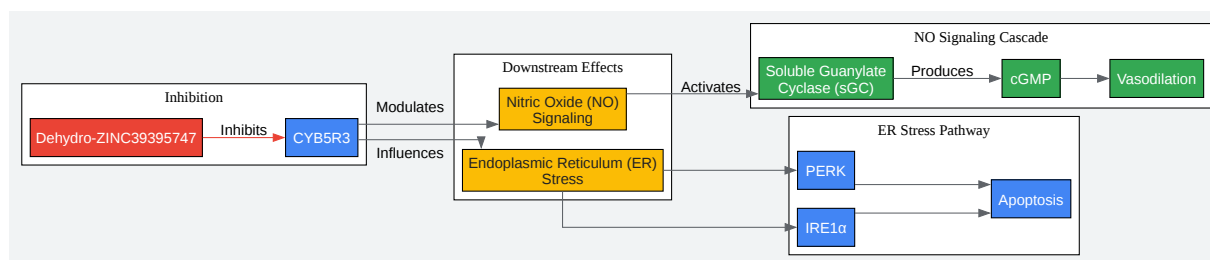 NO Signaling Cascade
Soluble Guanylate
Cyclase (sGC)
Produces
cGMP
Vasodilation
Downstream Effects
Activates
Nitric Oxide (NO)
Signaling
Inhibition
Modulates
Dehydro-ZINC39395747
Inhibits
CYB5R3
Influences
Endoplasmic Reticulum (ER)
Stress
ER Stress Pathway
PERK
IRE1α
Apoptosis